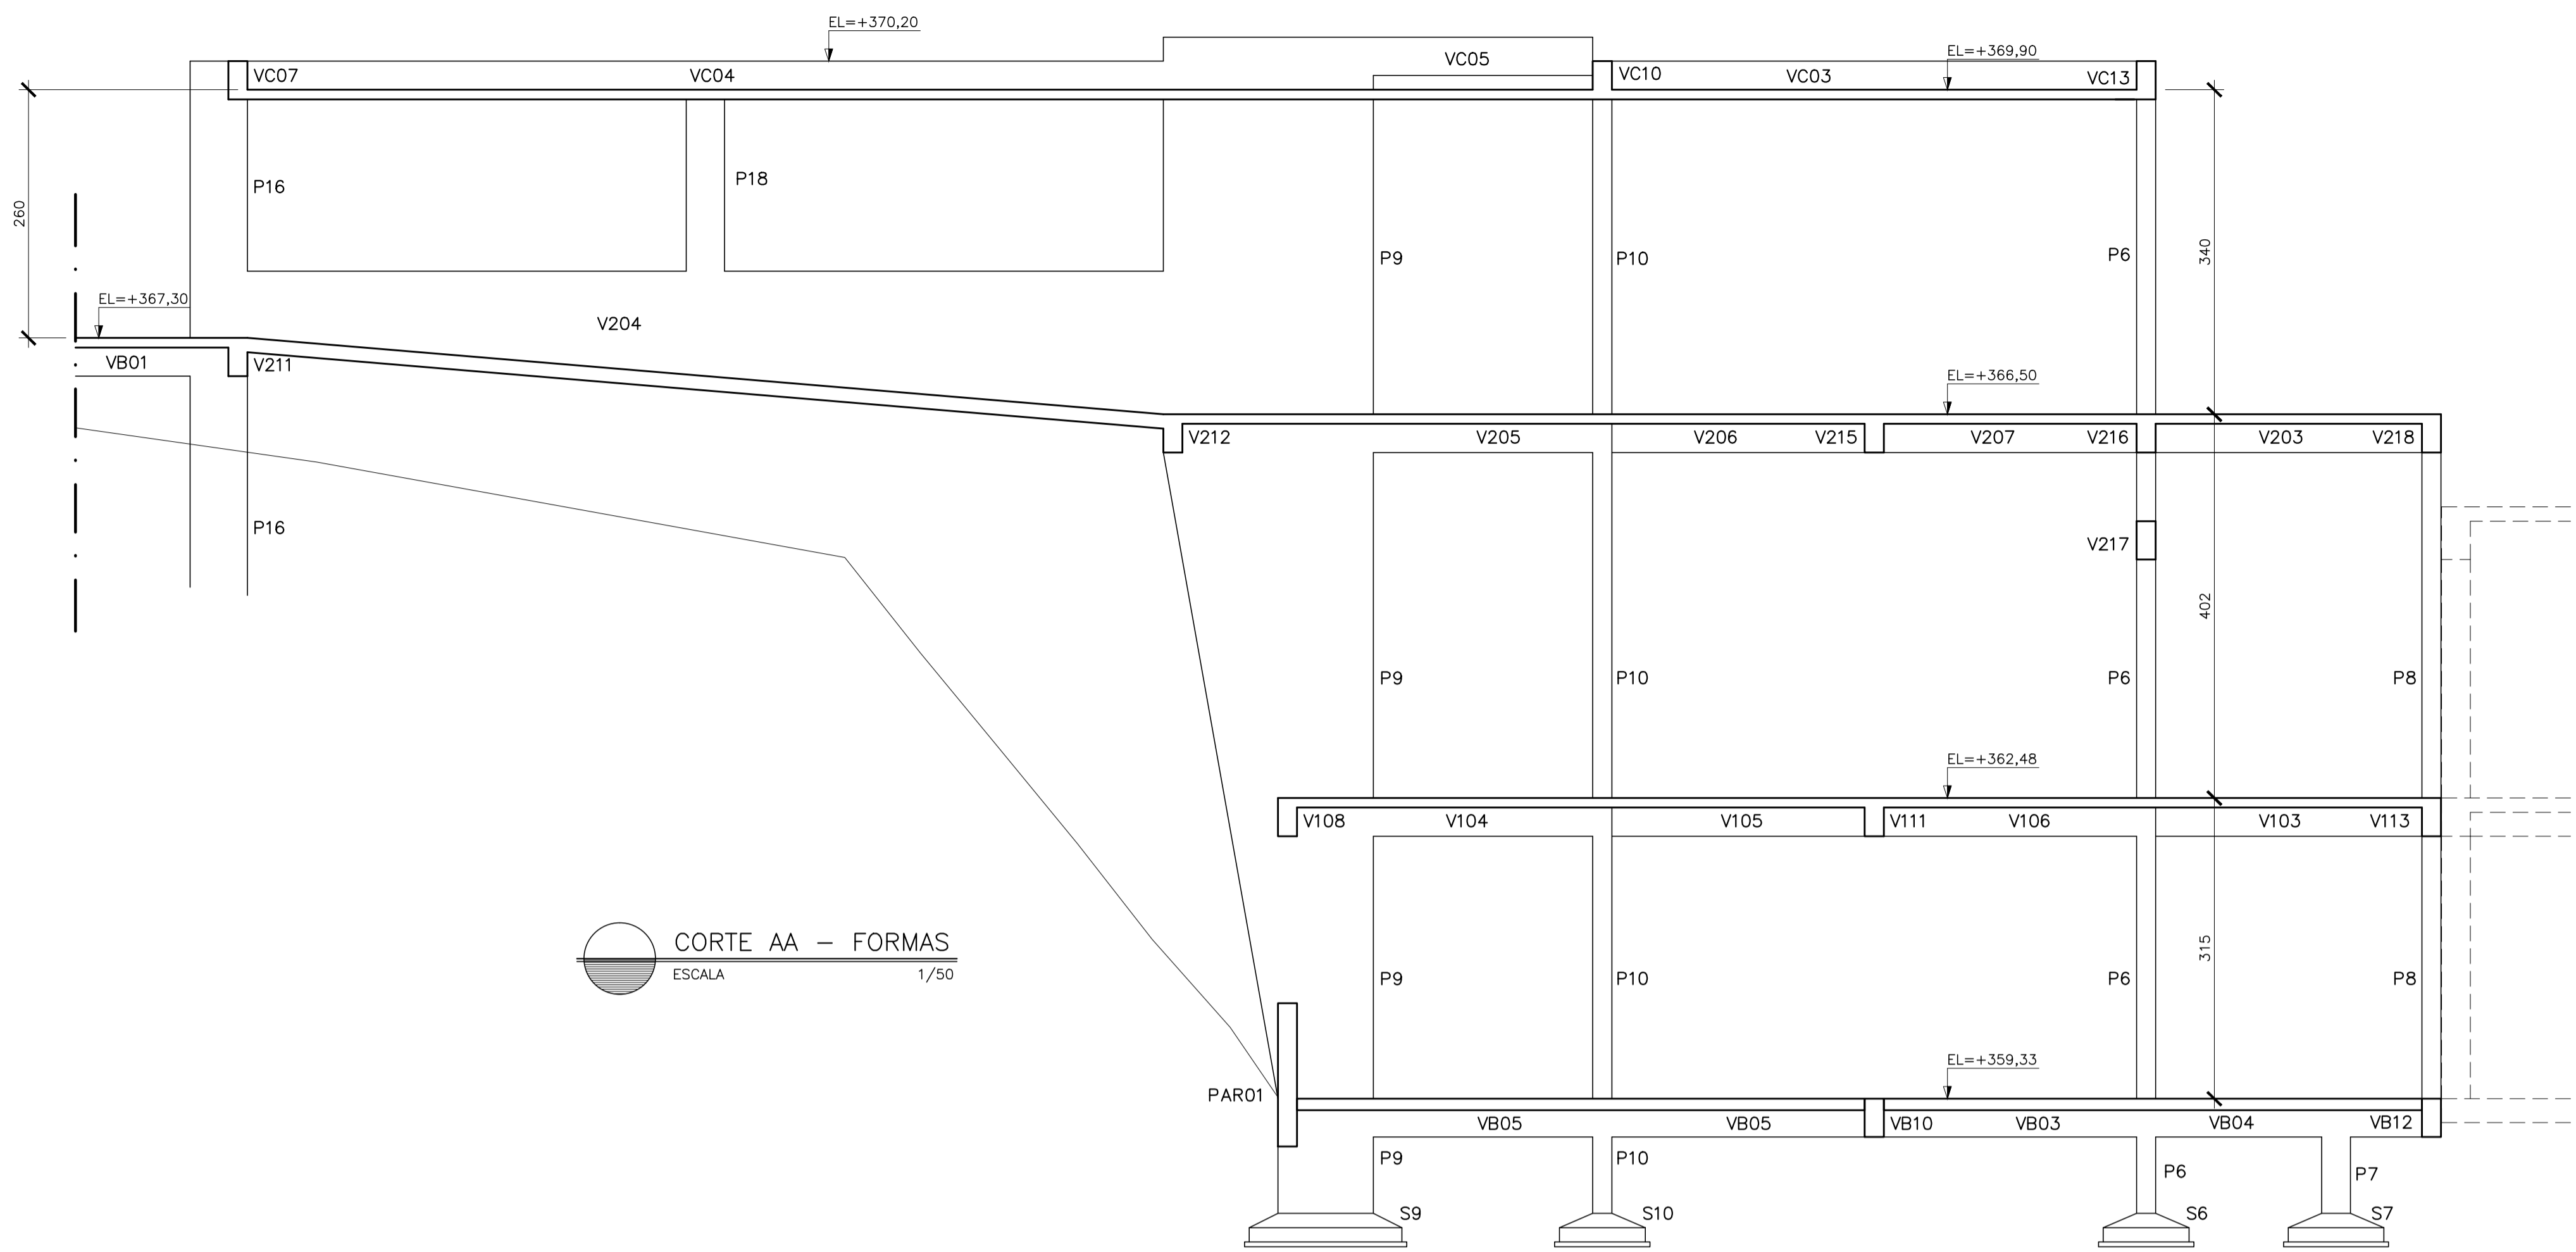 EL=+370,20
VC05
EL=+369,90
VC07
VC04
VC10
VC03
VC13
P16
P18
260
P9
P10
P6
340
EL=+367,30
V204
VB01
V211
EL=+366,50
V212
V205
V206
V215
V207
V216
V203
V218
P16
V217
402
P9
P10
P6
P8
EL=+362,48
V108
V104
V105
V111
V106
V103
V113
CORTE AA - FORMAS
ESCALA 1/50
315
P9
P10
P6
P8
EL=+359,33
PAR01
VB05
VB05
VB10
VB03
VB04
VB12
P9
P10
P6
P7
S9
S10
S6
S7